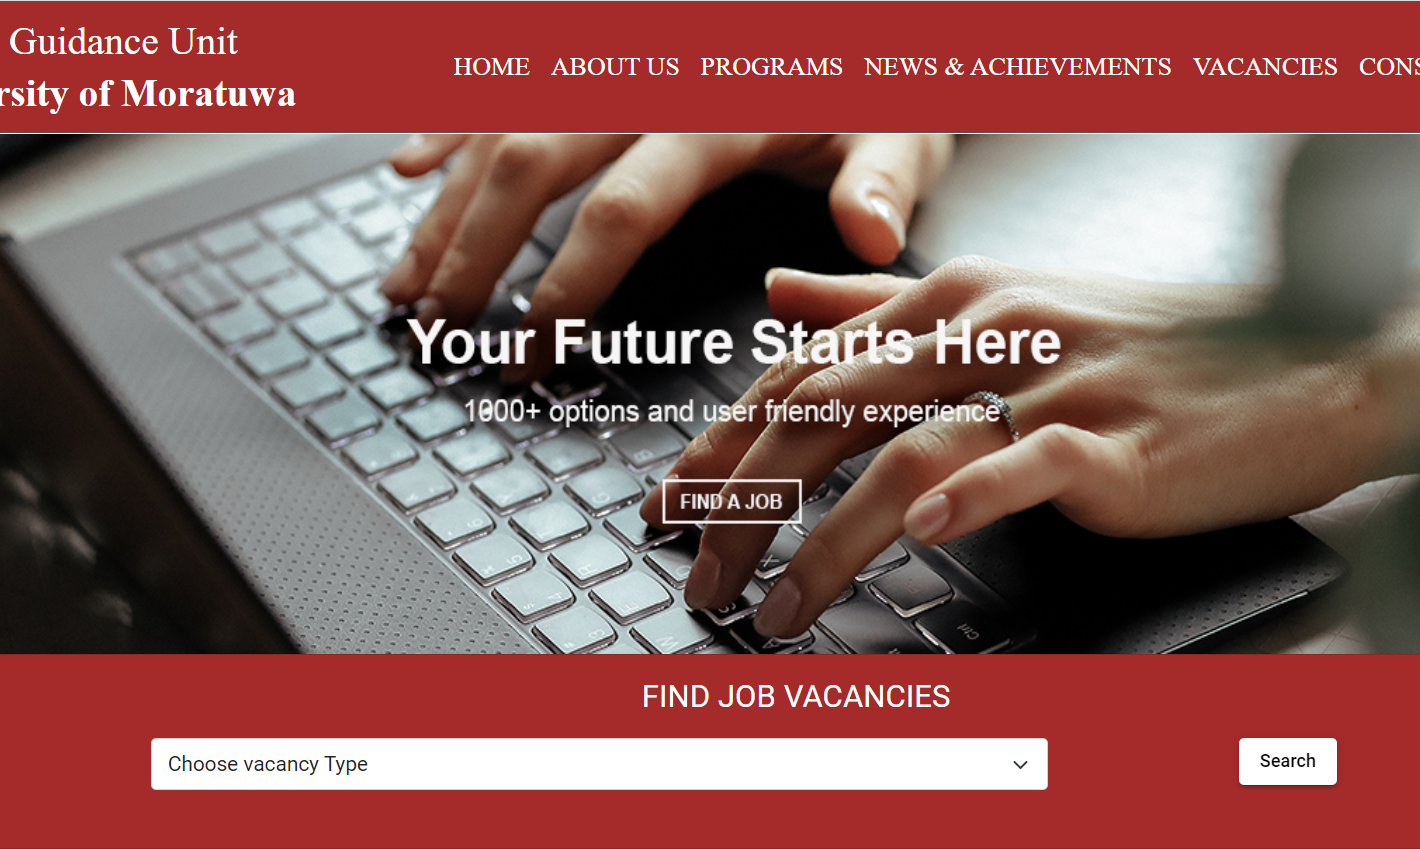 Guidance Unit
rsity of Moratuwa
HOME ABOUT US PROGRAMS NEWS & ACHIEVEMENTS VACANCIES CONS
Your Future Starts Here
1000+ options and user friendly experience
FIND A JOB
FIND JOB VACANCIES
Choose vacancy Type
Search